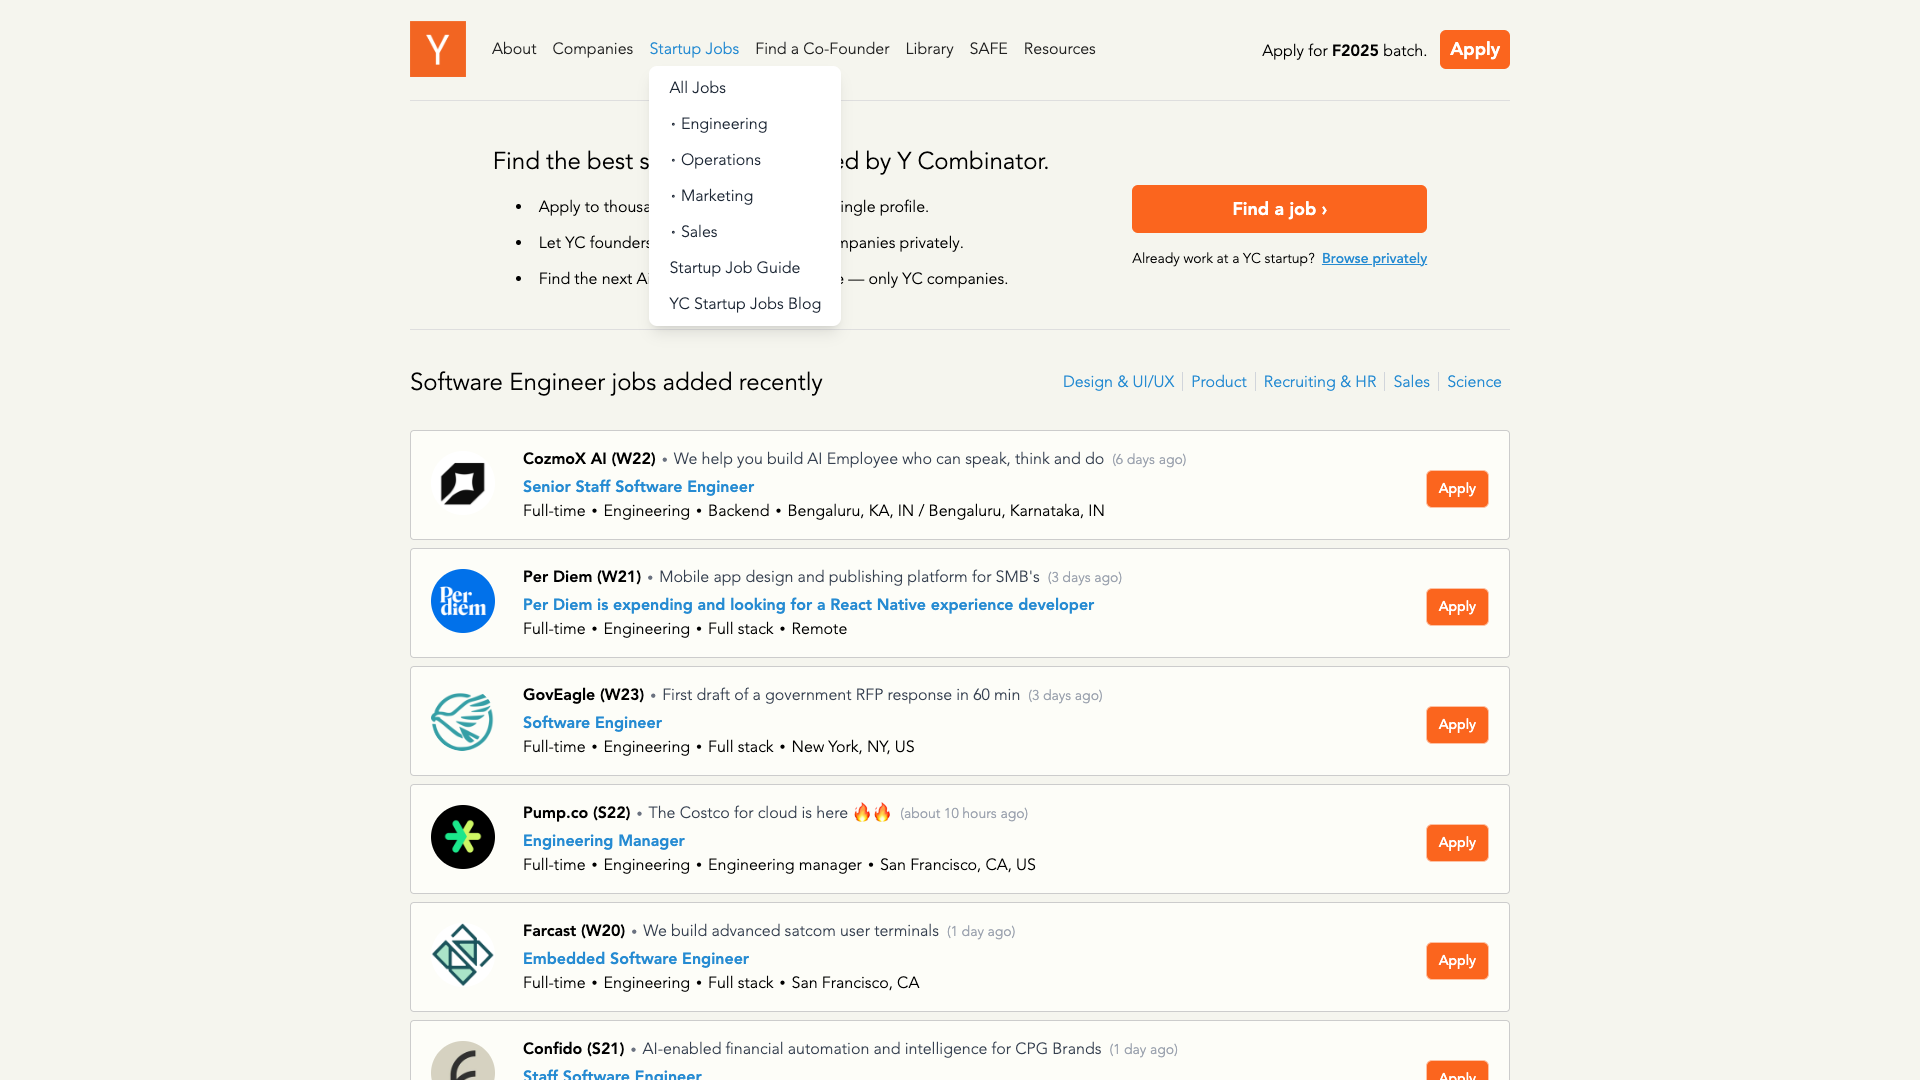 Y
About Companies Startup Jobs Find a Co-Founder Library SAFE Resources
Apply for F2025 batch. Apply
All Jobs
· Engineering
· Operations
· Marketing
· Sales
Startup Job Guide
YC Startup Jobs Blog
Find the best s
ed by Y Combinator.
• Apply to thousa
ingle profile.
• Let YC founders
mpanies privately.
• Find the next Ai
e — only YC companies.
Find a job ›
Already work at a YC startup? Browse privately
Software Engineer jobs added recently
Design & UI/UX Product Recruiting & HR Sales Science
CozmoX AI (W22) • We help you build AI Employee who can speak, think and do (6 days ago)
Senior Staff Software Engineer
Full-time • Engineering • Backend • Bengaluru, KA, IN / Bengaluru, Karnataka, IN
Apply
Per diem
Per Diem (W21) • Mobile app design and publishing platform for SMB's (3 days ago)
Per Diem is expending and looking for a React Native experience developer
Full-time • Engineering • Full stack • Remote
Apply
GovEagle (W23) • First draft of a government RFP response in 60 min (3 days ago)
Software Engineer
Full-time • Engineering • Full stack • New York, NY, US
Apply
Pump.co (S22) • The Costco for cloud is here 🔥🔥 (about 10 hours ago)
Engineering Manager
Full-time • Engineering • Engineering manager • San Francisco, CA, US
Apply
Farcast (W20) • We build advanced satcom user terminals (1 day ago)
Embedded Software Engineer
Full-time • Engineering • Full stack • San Francisco, CA
Apply
Confido (S21) • AI-enabled financial automation and intelligence for CPG Brands (1 day ago)
Staff Software Engineer
Apply